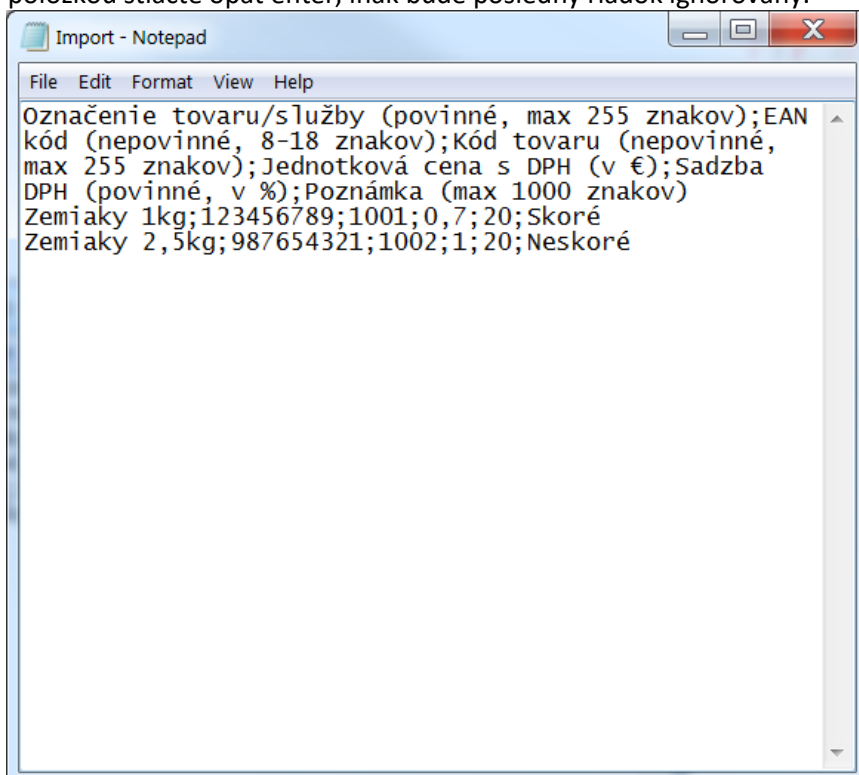 položkou stlačte opäť enter, inak bude posledný riadok ignorovaný.
Import - Notepad
File Edit Format View Help
Označenie tovaru/služby (povinné, max 255 znakov);EAN
kód (nepovinné, 8-18 znakov);Kód tovaru (nepovinné,
max 255 znakov);Jednotková cena s DPH (v €);Sadzba
DPH (povinné, v %);Poznámka (max 1000 znakov)
Zemiaky 1kg;123456789;1001;0,7;20;Skoré
Zemiaky 2,5kg;987654321;1002;1;20;Neskoré